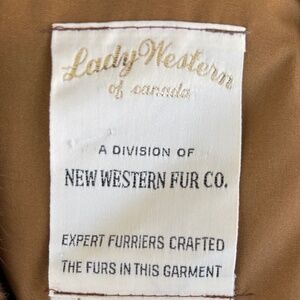 Lady Western
of canada
A DIVISION OF
NEW WESTERN FUR CO.
EXPERT FURRIERS CRAFTED
THE FURS IN THIS GARMENT